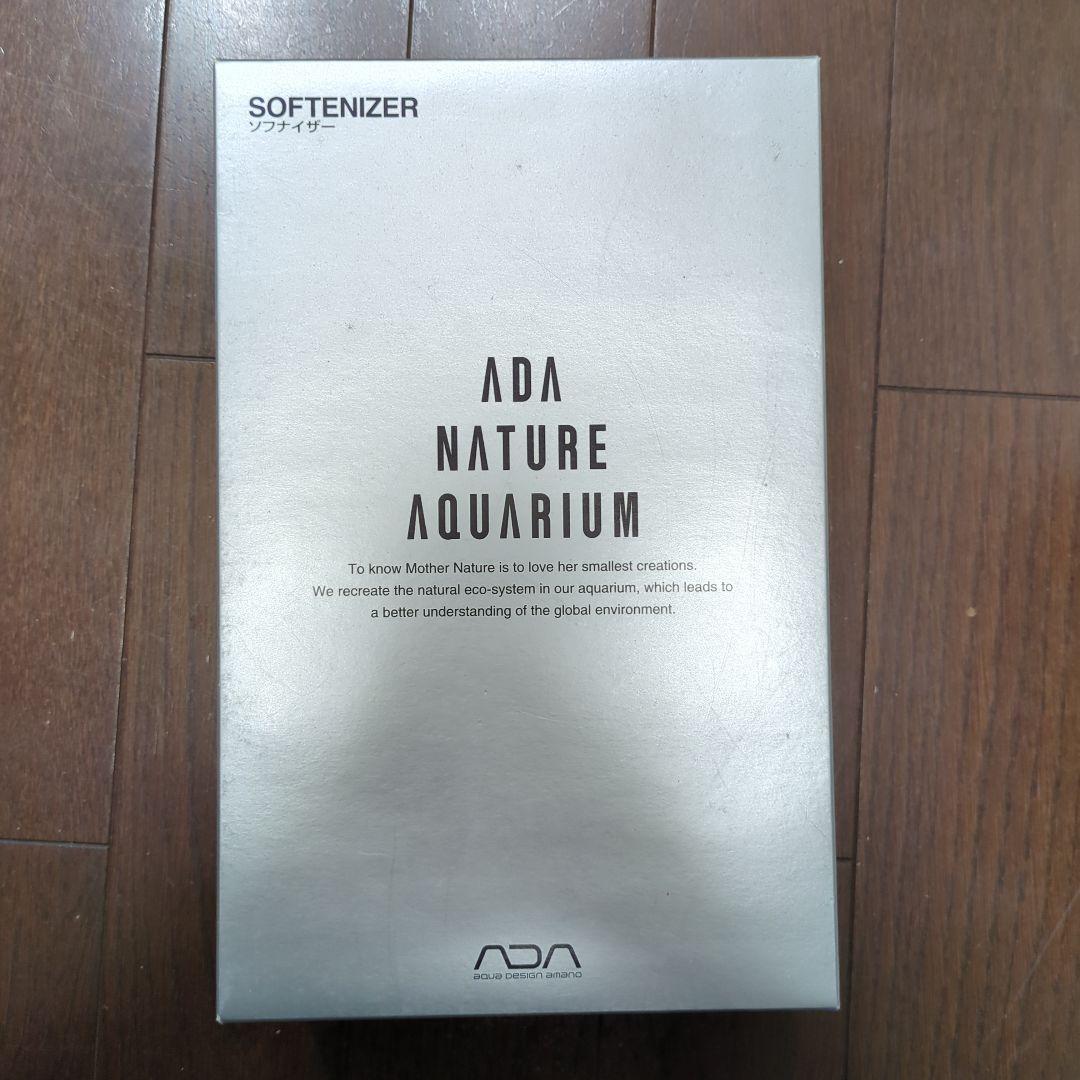 SOFTENIZER
ソフナイザー
ADA
NATURE
AQUARIUM
To know Mother Nature is to love her smallest creations.
We recreate the natural eco-system in our aquarium, which leads to
a better understanding of the global environment.
ADA
aqua design amano